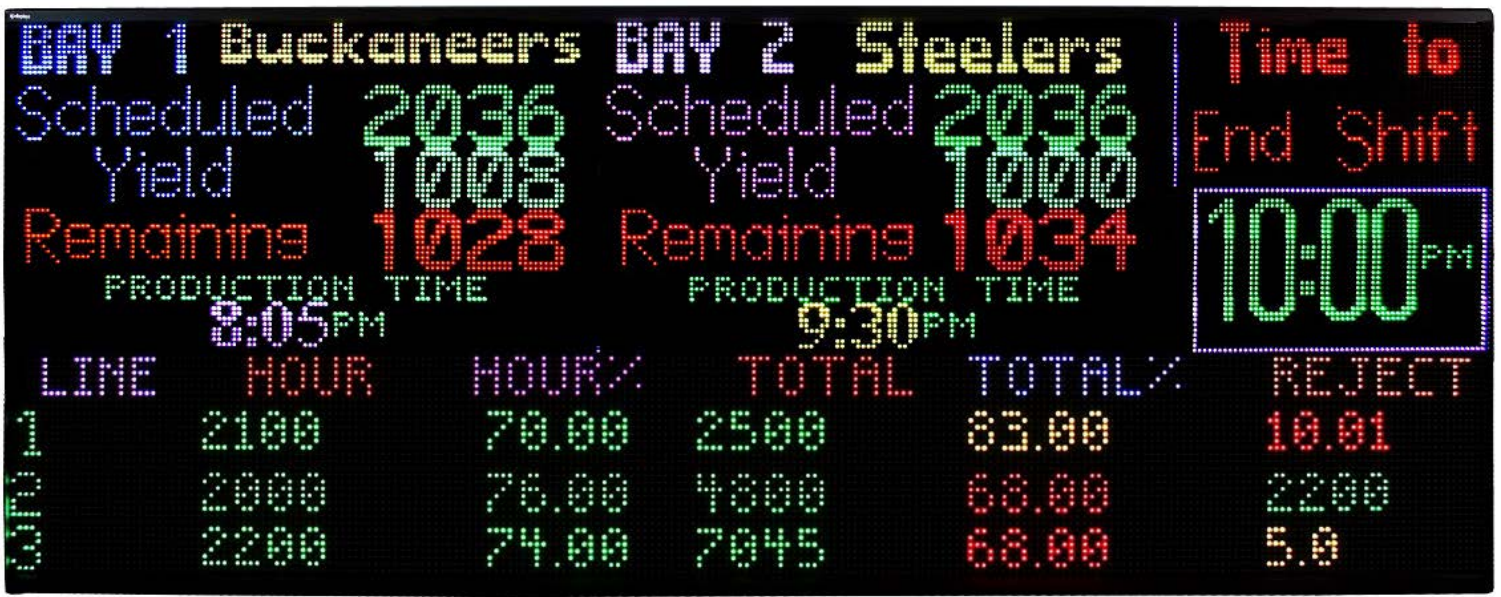 BAY 1 Buckaneers BAY 2 Steelers Time to
Scheduled 2036 Scheduled 2036 End Shift
Yield 1008 Yield 1000
Remaining 1028 Remaining 1034 10:00 PM
PRODUCTION TIME PRODUCTION TIME
8:05PM 9:30PM
LINE HOUR HOUR% TOTAL TOTAL% REJECT
1 2100 70.00 2500 83.00 10.01
2 2000 76.00 4800 68.00 2200
3 2200 74.00 7045 68.00 5.0